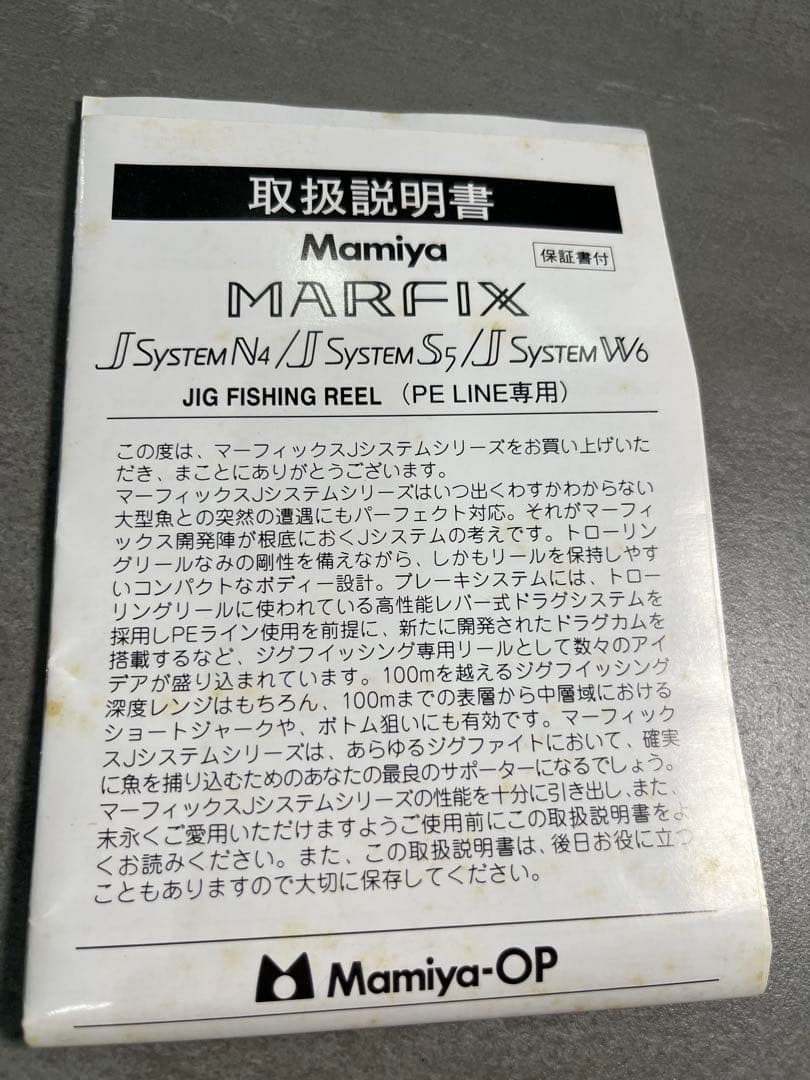 取扱説明書
Mamiya
保証書付
MARFIX
J SYSTEM N4/J SYSTEM S5/J SYSTEM W6
JIG FISHING REEL (PE LINE専用)
この度は、マーフィックスJシステムシリーズをお買い上げいた
だき、まことにありがとうございます。
マーフィックスJシステムシリーズはいつ出くわすかわからない
大型魚との突然の遭遇にもパーフェクト対応。それがマーフィ
ックス開発陣が根底におくJシステムの考えです。トローリン
グリールなみの剛性を備えながら、しかもリールを保持しやす
いコンパクトなボディー設計。ブレーキシステムには、トロー
リングリールに使われている高性能レバー式ドラグシステムを
採用しPEライン使用を前提に、新たに開発されたドラグカムを
搭載するなど、ジグフイッシング専用リールとして数々のアイ
デアが盛り込まれています。100mを越えるジグフイッシング
深度レンジはもちろん、100mまでの表層から中層域における
ショートジャークや、ボトム狙いにも有効です。マーフィック
スJシステムシリーズは、あらゆるジグファイトにおいて、確実
に魚を捕り込むためのあなたの最良のサポーターになるでしょう。
マーフィックスJシステムシリーズの性能を十分に引き出し、また、
末永くご愛用いただけますようご使用前にこの取扱説明書をよ
くお読みください。また、この取扱説明書は、後日お役に立つ
こともありますので大切に保存してください。
Mamiya-OP